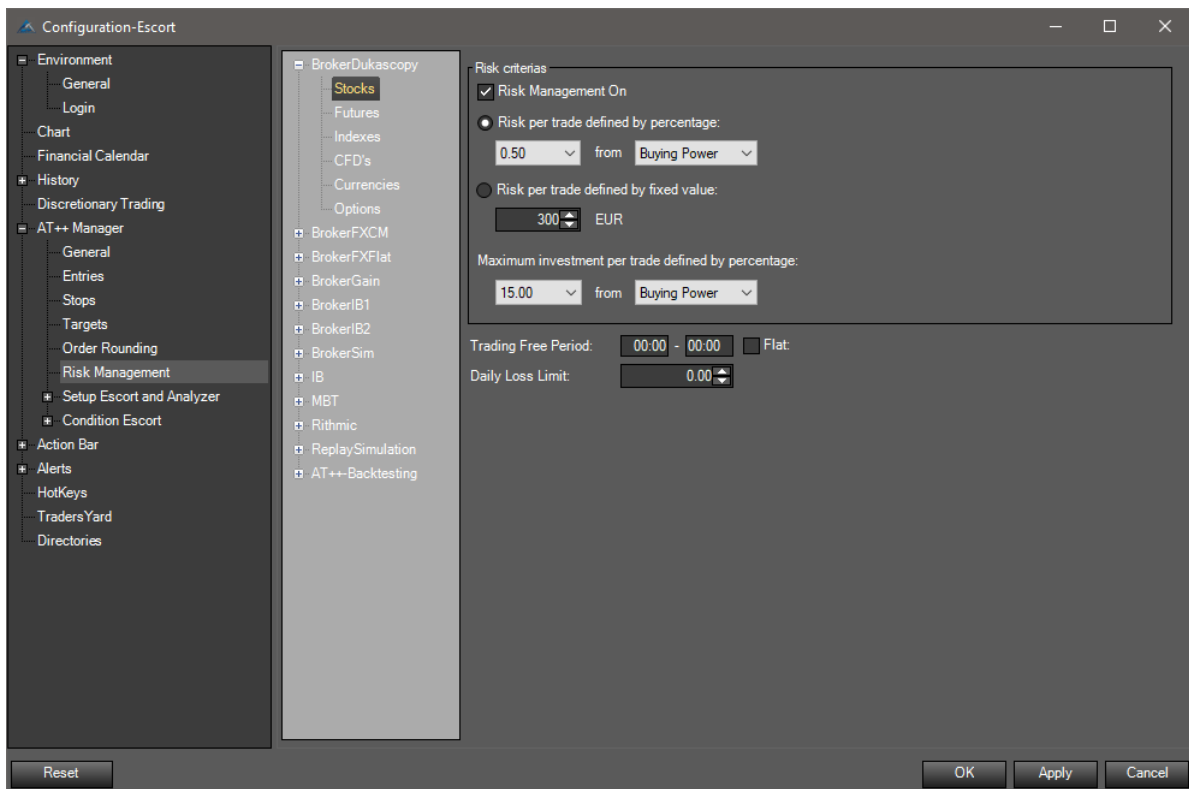 Configuration-Escort
Environment
General
Login
Chart
Financial Calendar
History
Discretionary Trading
AT++ Manager
General
Entries
Stops
Targets
Order Rounding
Risk Management
Setup Escort and Analyzer
Condition Escort
Action Bar
Alerts
HotKeys
TradersYard
Directories
BrokerDukascopy
Stocks
Futures
Indexes
CFD's
Currencies
Options
BrokerFXCM
BrokerFXFlat
BrokerGain
BrokerIB1
BrokerIB2
BrokerSim
IB
MBT
Rithmic
ReplaySimulation
AT++-Backtesting
Risk criterias
Risk Management On
Risk per trade defined by percentage:
0.50 from Buying Power
Risk per trade defined by fixed value:
300 EUR
Maximum investment per trade defined by percentage:
15.00 from Buying Power
Trading Free Period: 00:00 - 00:00 Flat:
Daily Loss Limit: 0.00
Reset OK Apply Cancel